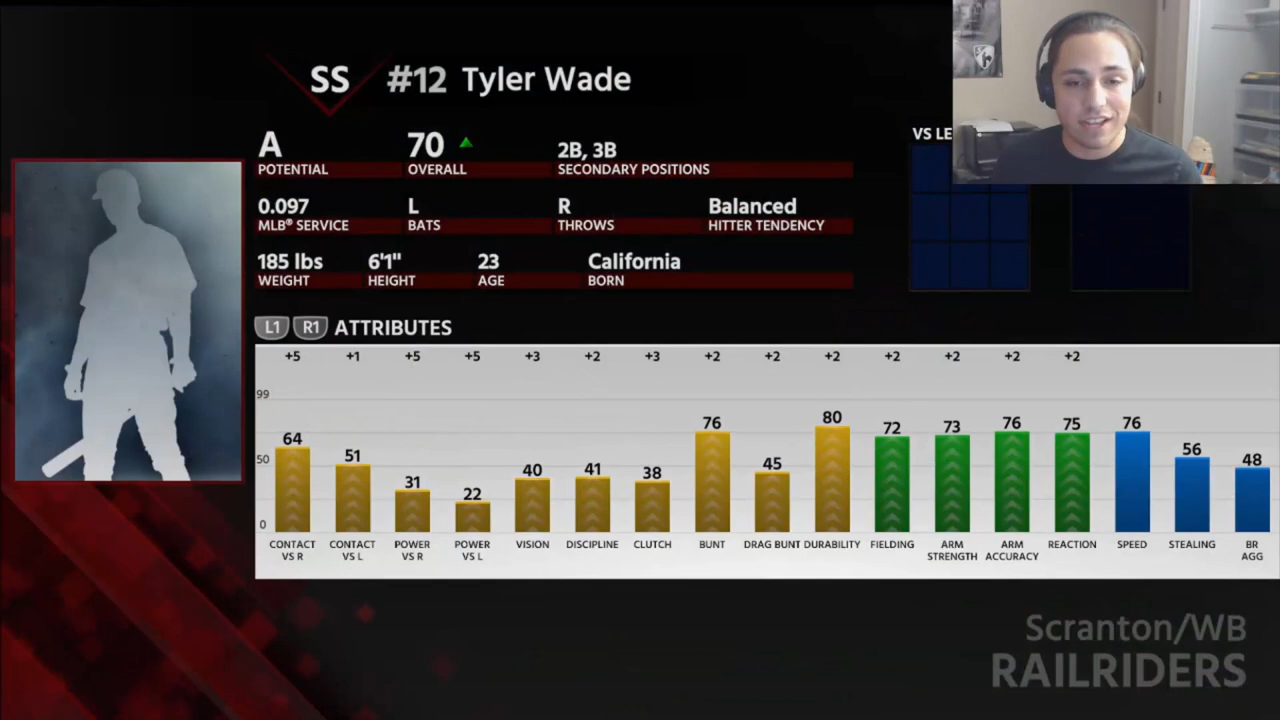 SS #12 Tyler Wade
A 70 2B, 3B
POTENTIAL OVERALL SECONDARY POSITIONS
0.097 L R Balanced
MLB® SERVICE BATS THROWS HITTER TENDENCY
185 lbs 6'1" 23 California
WEIGHT HEIGHT AGE BORN
VS LE
L1 R1 ATTRIBUTES
+5 +1 +5 +5 +3 +2 +3 +2 +2 +2 +2 +2 +2 +2
99
50
0
64 51 31 22 40 41 38 76 45 80 72 73 76 75 76 56 48
CONTACT CONTACT POWER POWER VISION DISCIPLINE CLUTCH BUNT DRAG BUNT DURABILITY FIELDING ARM ARM REACTION SPEED STEALING BR
VS R VS L VS R VS L STRENGTH ACCURACY AGG
Scranton/WB
RAILRIDERS